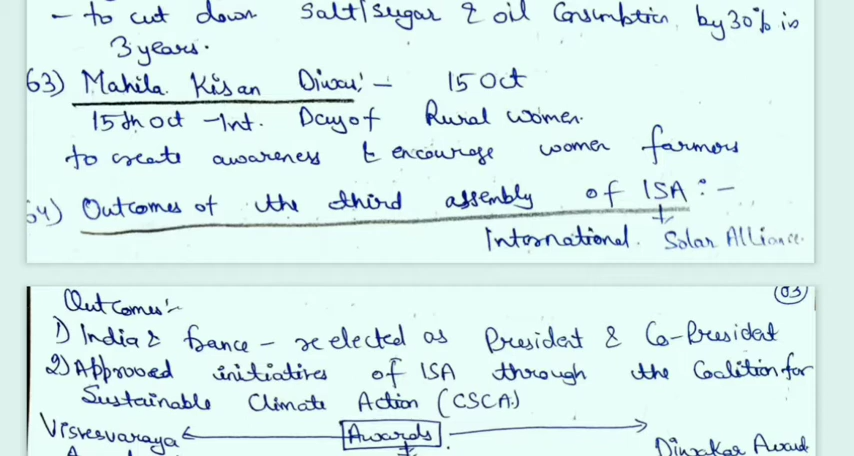 - to cut down Salt/Sugar & oil Consumption by 30% in
3 years.
63) Mahila Kisan Diwas:- 15 Oct
15th oct - Int. Day of Rural women.
to create awareness & encourage women farmers
64) Outcomes of the third assembly of ISA:-
International Solar Alliance.
Outcomes:-
03
1) India & france - re elected as President & Co-President
2) Approved initiatives of ISA through the Coalition for
Sustainable Climate Action (CSCA)
Visvesvaraya Awards Diwakar Award